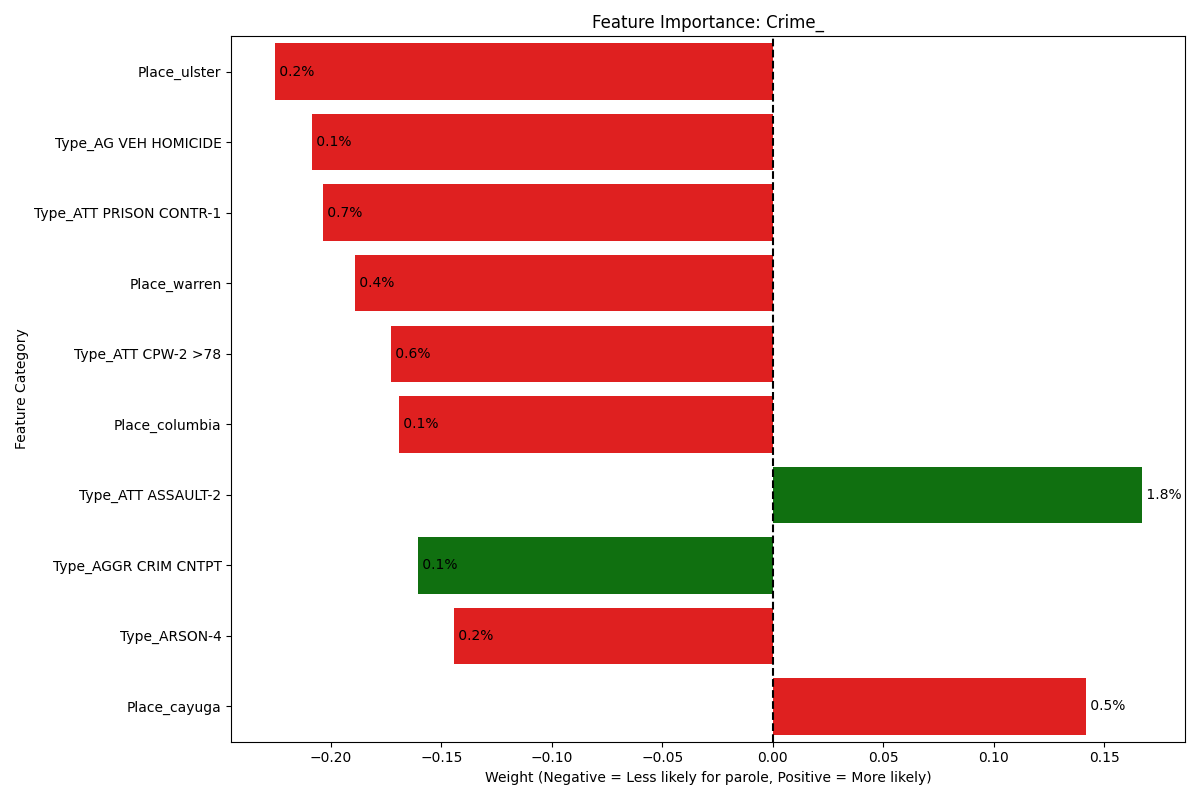 Feature Importance: Crime_
Feature Category
Place_ulster
0.2%
Type_AG VEH HOMICIDE
0.1%
Type_ATT PRISON CONTR-1
0.7%
Place_warren
0.4%
Type_ATT CPW-2 >78
0.6%
Place_columbia
0.1%
Type_ATT ASSAULT-2
1.8%
Type_AGGR CRIM CNTPT
0.1%
Type_ARSON-4
0.2%
Place_cayuga
0.5%
−0.20 −0.15 −0.10 −0.05 0.00 0.05 0.10 0.15
Weight (Negative = Less likely for parole, Positive = More likely)